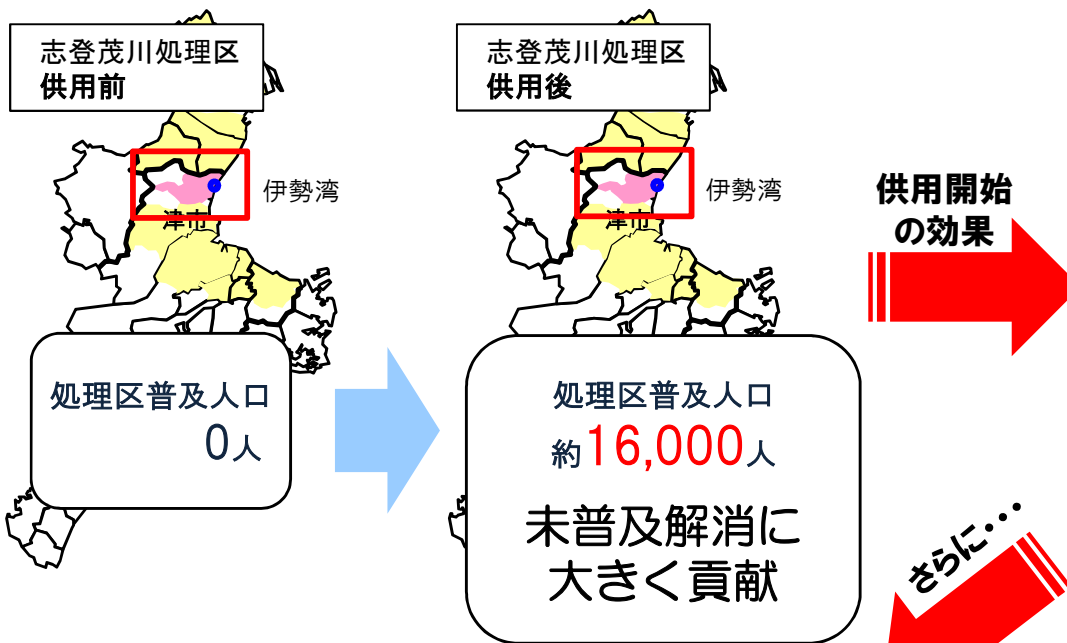 志登茂川処理区
供用前
伊勢湾
津市
処理区普及人口
0人
志登茂川処理区
供用後
伊勢湾
津市
処理区普及人口
約16,000人
未普及解消に
大きく貢献
供用開始
の効果
さらに・・・